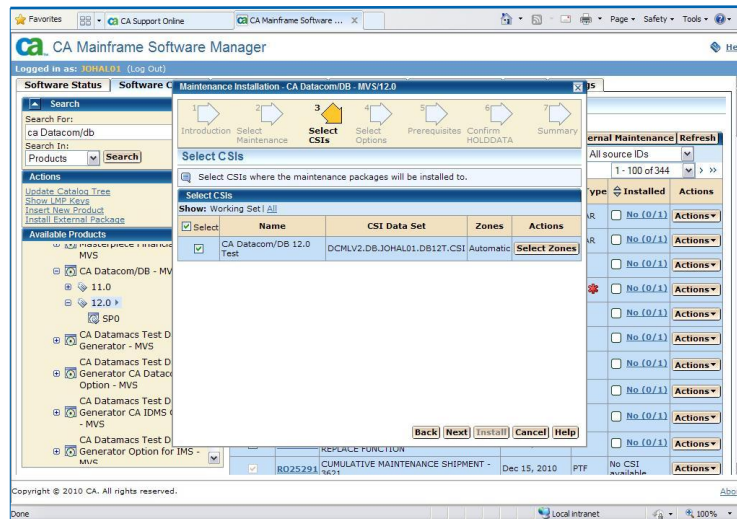 Favorites
CA Support Online
CA Mainframe Software ...
X
Page
Safety
Tools
ca CA Mainframe Software Manager
He
Logged in as: JOHAL01 (Log Out)
Software Status
Software C
gs
Search
Search For:
ca Datacom/db
Search In:
Products
Search
Actions
Update Catalog Tree
Show LMP Keys
Insert New Product
Install External Package
Available Products
MVS
CA Datacom/DB - MV
11.0
12.0
SP0
CA Datamacs Test D
Generator - MVS
CA Datamacs Test D
Generator CA Dataco
Option - MVS
CA Datamacs Test D
Generator CA IDMS
- MVS
CA Datamacs Test D
Generator Option for IMS -
MVS
Maintenance Installation - CA Datacom/DB - MVS/12.0
1
2
3
4
5
6
7
Introduction
Select Maintenance
Select CSIs
Select Options
Prerequisites
Confirm HOLDDATA
Summary
Select CSIs
Select CSIs where the maintenance packages will be installed to.
Select CSIs
Show: Working Set | All
Select
Name
CSI Data Set
Zones
Actions
CA Datacom/DB 12.0 Test
DCMLV2.DB.JOHAL01.DB12T.CSI
Automatic
Select Zones
Back
Next
Install
Cancel
Help
ernal Maintenance
Refresh
All source IDs
1 - 100 of 344
ype
Installed
Actions
AR
No (0/1)
Actions
AR
No (0/1)
Actions
No (0/1)
Actions
No (0/1)
Actions
No (0/1)
Actions
No (0/1)
Actions
No (0/1)
Actions
No (0/1)
Actions
No (0/1)
Actions
REPLACE FUNCTION
RO25291
CUMULATIVE MAINTENANCE SHIPMENT - 3621
Dec 15, 2010
PTF
No CSI available
Actions
Copyright © 2010 CA. All rights reserved.
Abo
Done
Local intranet
100%